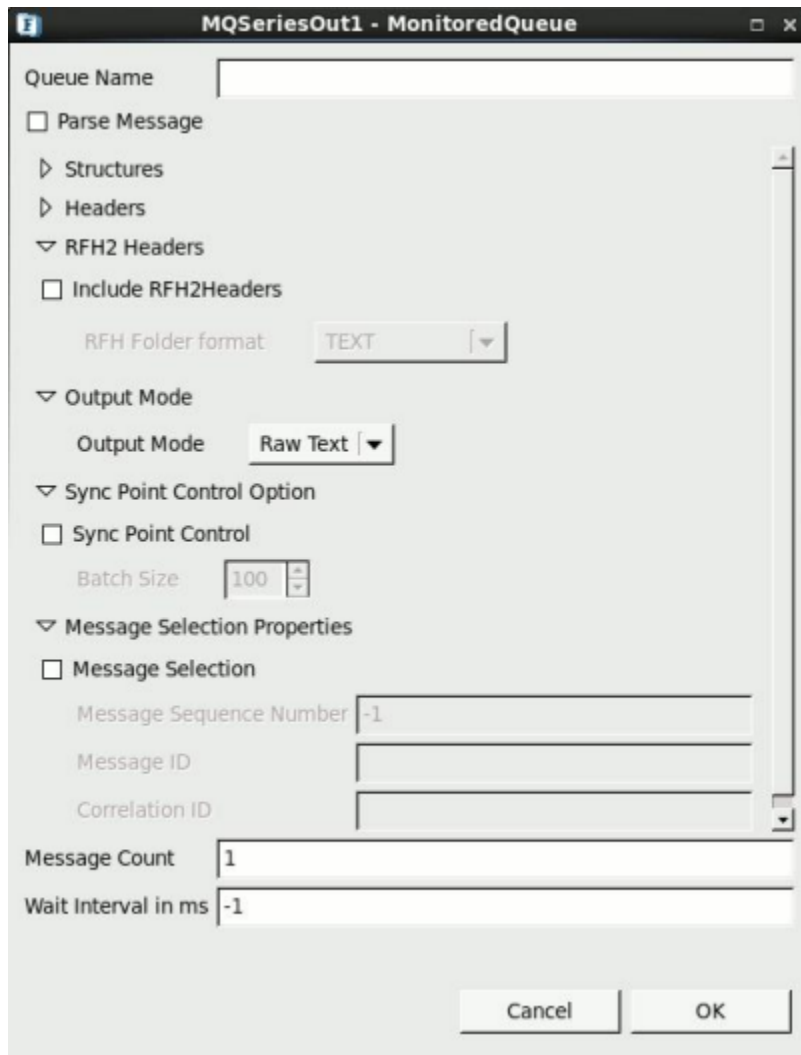 MQSeriesOut1 - MonitoredQueue
Queue Name
Parse Message
Structures
Headers
RFH2 Headers
Include RFH2Headers
RFH Folder format TEXT
Output Mode
Output Mode Raw Text
Sync Point Control Option
Sync Point Control
Batch Size 100
Message Selection Properties
Message Selection
Message Sequence Number -1
Message ID
Correlation ID
Message Count 1
Wait Interval in ms -1
Cancel OK